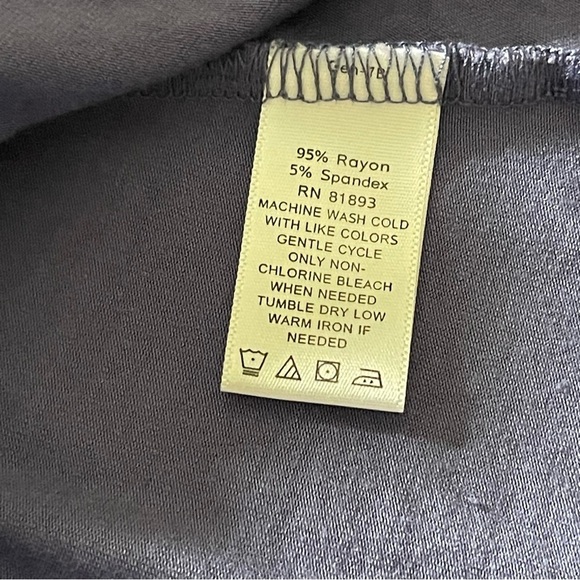 95% Rayon
5% Spandex
RN 81893
MACHINE WASH COLD
WITH LIKE COLORS
GENTLE CYCLE
ONLY NON-
CHLORINE BLEACH
WHEN NEEDED
TUMBLE DRY LOW
WARM IRON IF
NEEDED